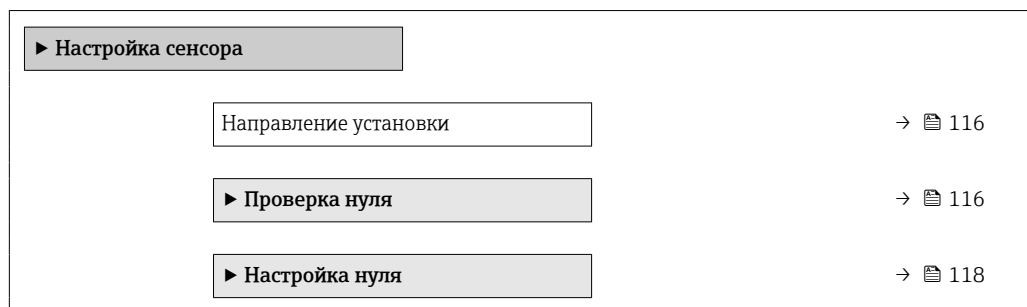 ▶ Настройка сенсора
Направление установки → 116
▶ Проверка нуля → 116
▶ Настройка нуля → 118